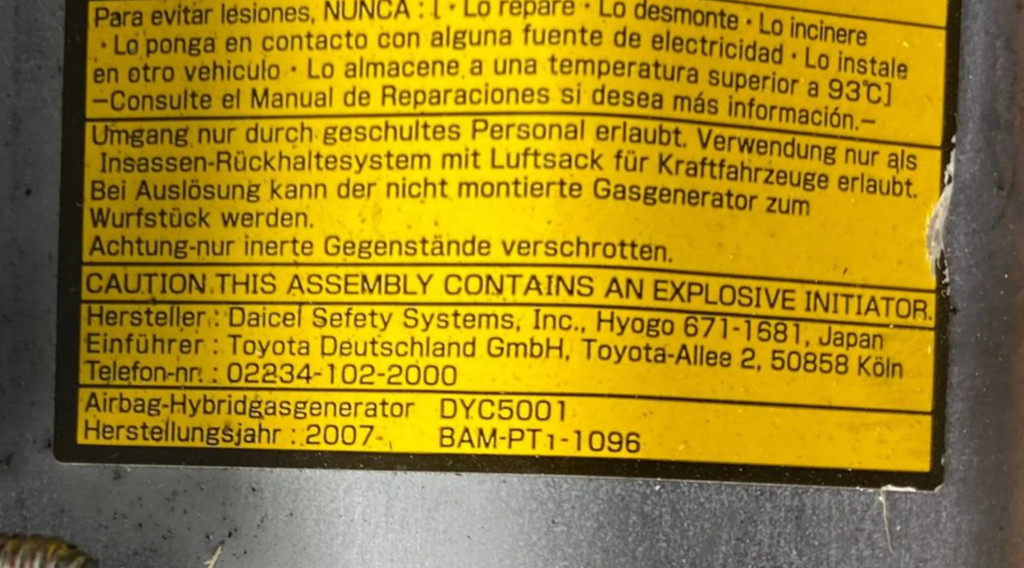 Para evitar lesiones, NUNCA : [ · Lo repare · Lo desmonte · Lo incinere
· Lo ponga en contacto con alguna fuente de electricidad · Lo instale
en otro vehiculo · Lo almacene a una temperatura superior a 93℃]
–Consulte el Manual de Reparaciones si desea más información.–
Umgang nur durch geschultes Personal erlaubt. Verwendung nur als
Insassen-Rückhaltesystem mit Luftsack für Kraftfahrzeuge erlaubt.
Bei Auslösung kann der nicht montierte Gasgenerator zum
Wurfstück werden.
Achtung-nur inerte Gegenstände verschrotten.
CAUTION.THIS ASSEMBLY CONTAINS AN EXPLOSIVE INITIATOR.
Hersteller : Daicel Sefety Systems, Inc., Hyogo 671-1681, Japan
Einführer : Toyota Deutschland GmbH, Toyota-Allee 2, 50858 Köln
Telefon-nr. : 02234-102-2000
Airbag-Hybridgasgenerator DYC5001
Herstellungsjahr : 2007 BAM-PT1-1096